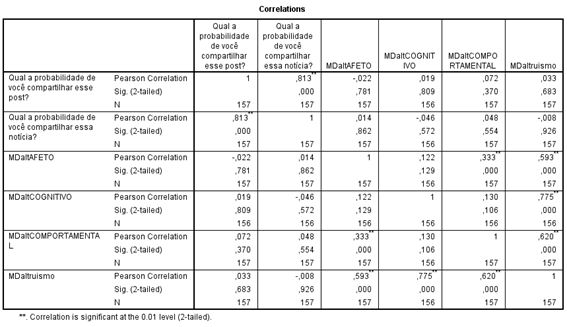 Correlations
Qual a probabilidade de você compartilhar esse post? Qual a probabilidade de você compartilhar essa notícia? MDaltAFETO MDaltCOGNITIVO MDaltCOMPORTAMENTAL MDaltruismo
Qual a probabilidade de você compartilhar esse post? Pearson Correlation 1 ,813** -,022 ,019 ,072 ,033
Sig. (2-tailed) ,000 ,781 ,809 ,370 ,683
N 157 157 157 156 157 157
Qual a probabilidade de você compartilhar essa notícia? Pearson Correlation ,813** 1 ,014 -,046 ,048 -,008
Sig. (2-tailed) ,000 ,862 ,572 ,554 ,926
N 157 157 157 156 157 157
MDaltAFETO Pearson Correlation -,022 ,014 1 ,122 ,333** ,593**
Sig. (2-tailed) ,781 ,862 ,129 ,000 ,000
N 157 157 157 156 157 157
MDaltCOGNITIVO Pearson Correlation ,019 -,046 ,122 1 ,130 ,775**
Sig. (2-tailed) ,809 ,572 ,129 ,106 ,000
N 156 156 156 156 156 156
MDaltCOMPORTAMENTAL Pearson Correlation ,072 ,048 ,333** ,130 1 ,620**
Sig. (2-tailed) ,370 ,554 ,000 ,106 ,000
N 157 157 157 156 157 157
MDaltruismo Pearson Correlation ,033 -,008 ,593** ,775** ,620** 1
Sig. (2-tailed) ,683 ,926 ,000 ,000 ,000
N 157 157 157 156 157 157
**. Correlation is significant at the 0.01 level (2-tailed).